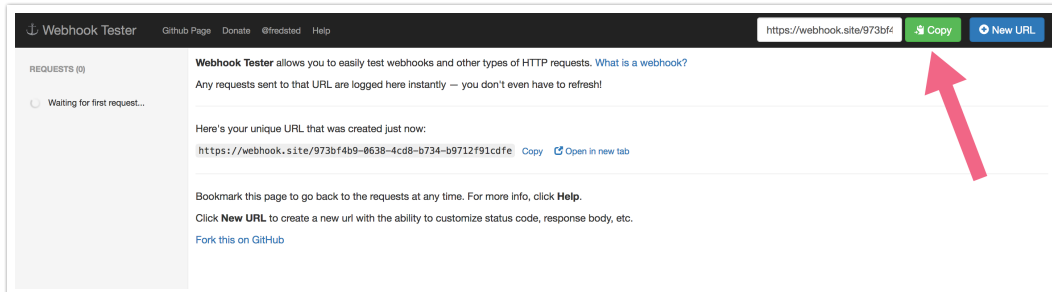 Webhook Tester Github Page Donate @fredsted Help https://webhook.site/973bf4 Copy New URL
REQUESTS (0)
Waiting for first request...
Webhook Tester allows you to easily test webhooks and other types of HTTP requests. What is a webhook?
Any requests sent to that URL are logged here instantly — you don't even have to refresh!
Here's your unique URL that was created just now:
https://webhook.site/973bf4b9-0638-4cd8-b734-b9712f91cdfe Copy Open in new tab
Bookmark this page to go back to the requests at any time. For more info, click Help.
Click New URL to create a new url with the ability to customize status code, response body, etc.
Fork this on GitHub